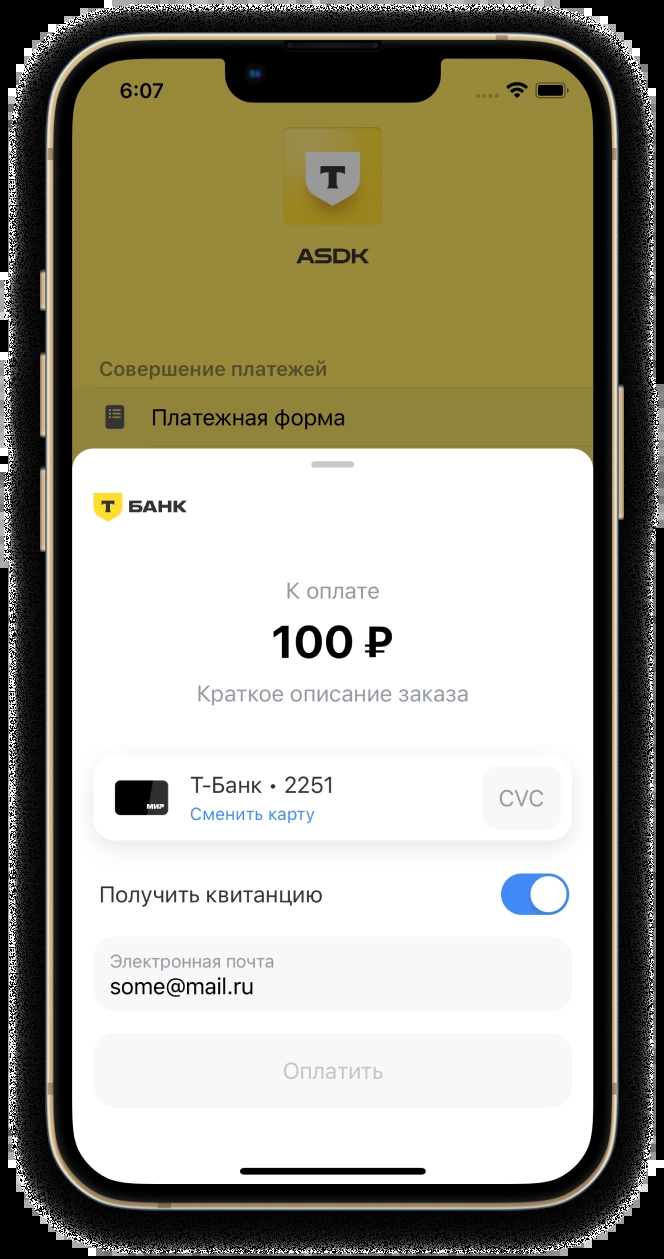 6:07
T
ASDK
Совершение платежей
Платежная форма
Т БАНК
К оплате
100 ₽
Краткое описание заказа
Т-Банк • 2251
МИР
Сменить карту
CVC
Получить квитанцию
Электронная почта
some@mail.ru
Оплатить